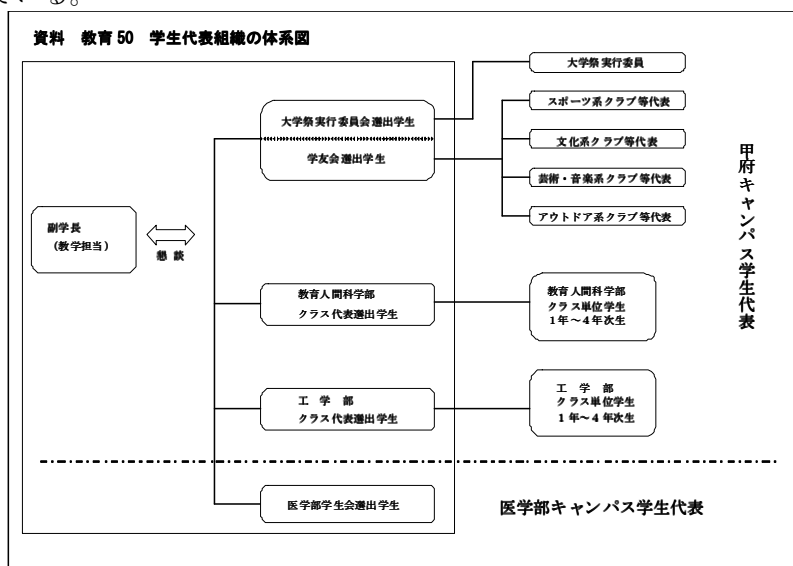 いる。
資料 教育50 学生代表組織の体系図
大学祭実行委員
大学祭実行委員会選出学生
学友会選出学生
スポーツ系クラブ等代表
文化系クラブ等代表
芸術・音楽系クラブ等代表
アウトドア系クラブ等代表
副学長
(教学担当)
懇談
教育人間科学部
クラス代表選出学生
教育人間科学部
クラス単位学生
1年~4年次生
工 学 部
クラス代表選出学生
工 学 部
クラス単位学生
1年~4年次生
甲府キャンパス学生代表
医学部学生会選出学生
医学部キャンパス学生代表